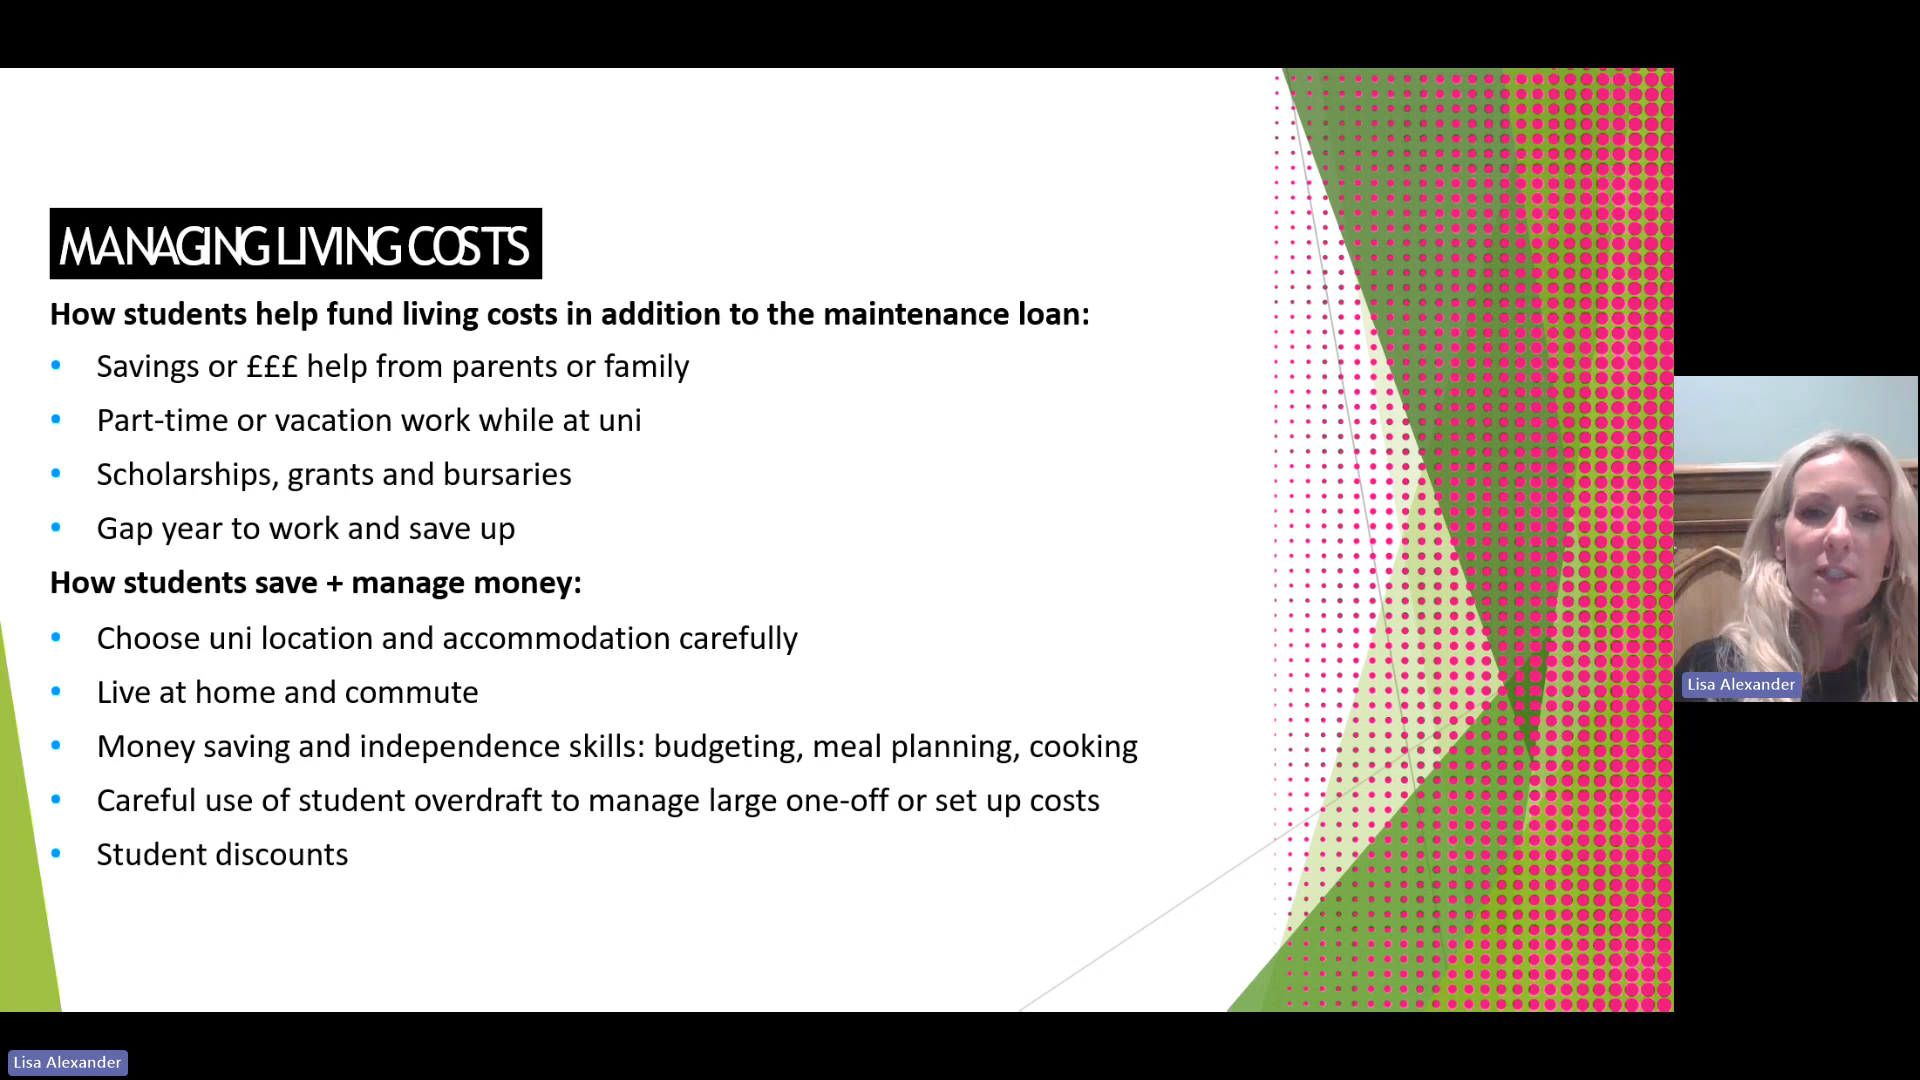 MANAGING LIVING COSTS
How students help fund living costs in addition to the maintenance loan:
• Savings or £££ help from parents or family
• Part-time or vacation work while at uni
• Scholarships, grants and bursaries
• Gap year to work and save up
How students save + manage money:
• Choose uni location and accommodation carefully
• Live at home and commute
• Money saving and independence skills: budgeting, meal planning, cooking
• Careful use of student overdraft to manage large one-off or set up costs
• Student discounts
Lisa Alexander
Lisa Alexander